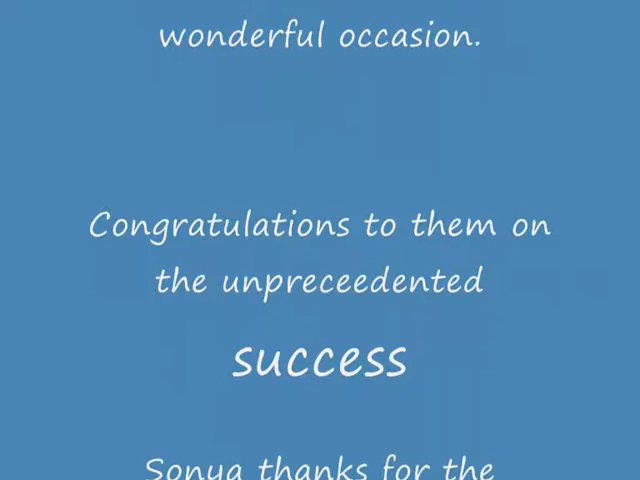 wonderful occasion.
Congratulations to them on
the unpreceedented
success
Sonya thanks for the